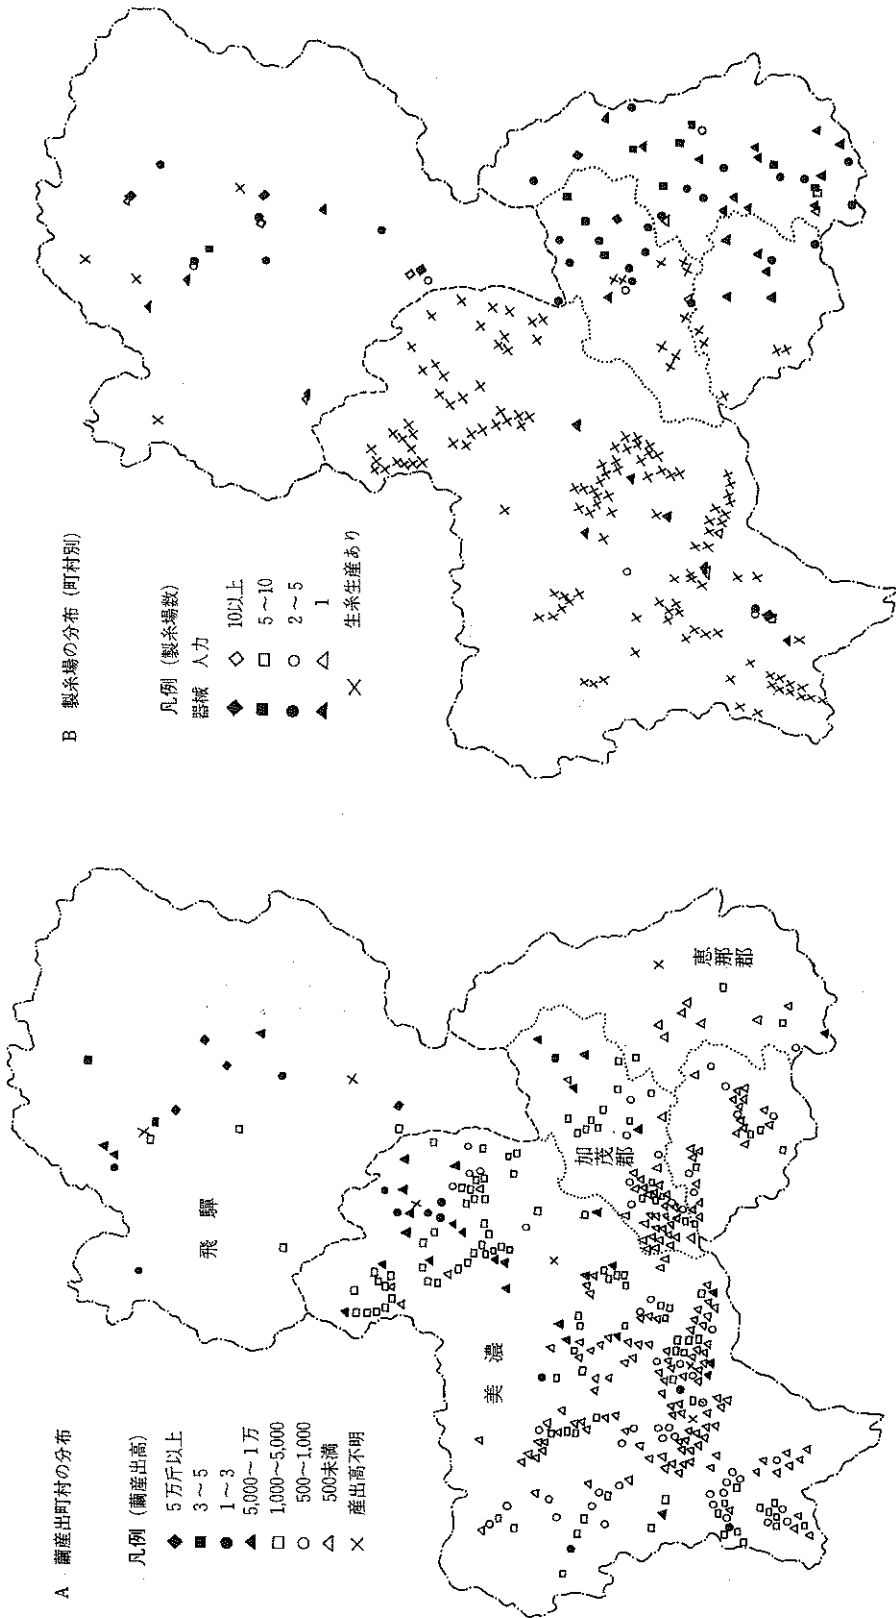 A 繭産出町村の分布
凡例 (繭産出高)
◆ 5万斤以上
■ 3～5
● 1～3
▲ 5,000～1万
□ 1,000～5,000
○ 500～1,000
△ 500未満
× 産出高不明
飛騨
美濃
加茂郡
恵那郡
B 製糸場の分布 (町村別)
凡例 (製糸場数)
器械 人力
◆ ◇ 10以上
■ □ 5～10
● ○ 2～5
▲ △ 1
× 生糸生産あり